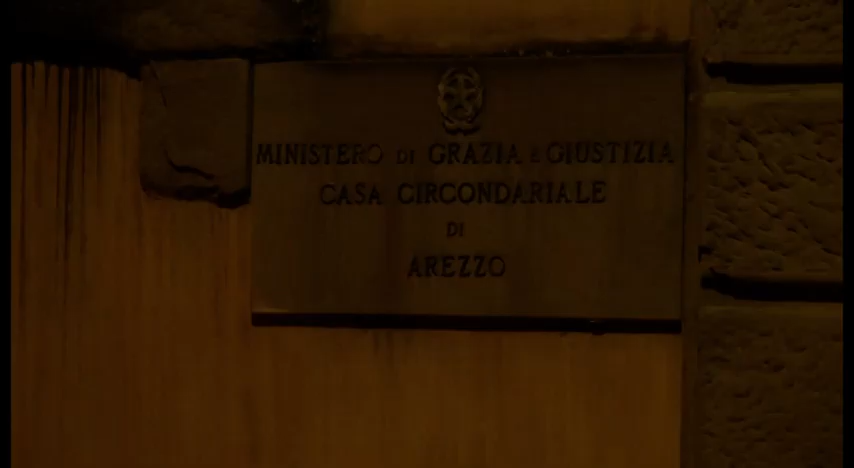 MINISTERO DI GRAZIA E GIUSTIZIA
CASA CIRCONDARIALE
DI
AREZZO